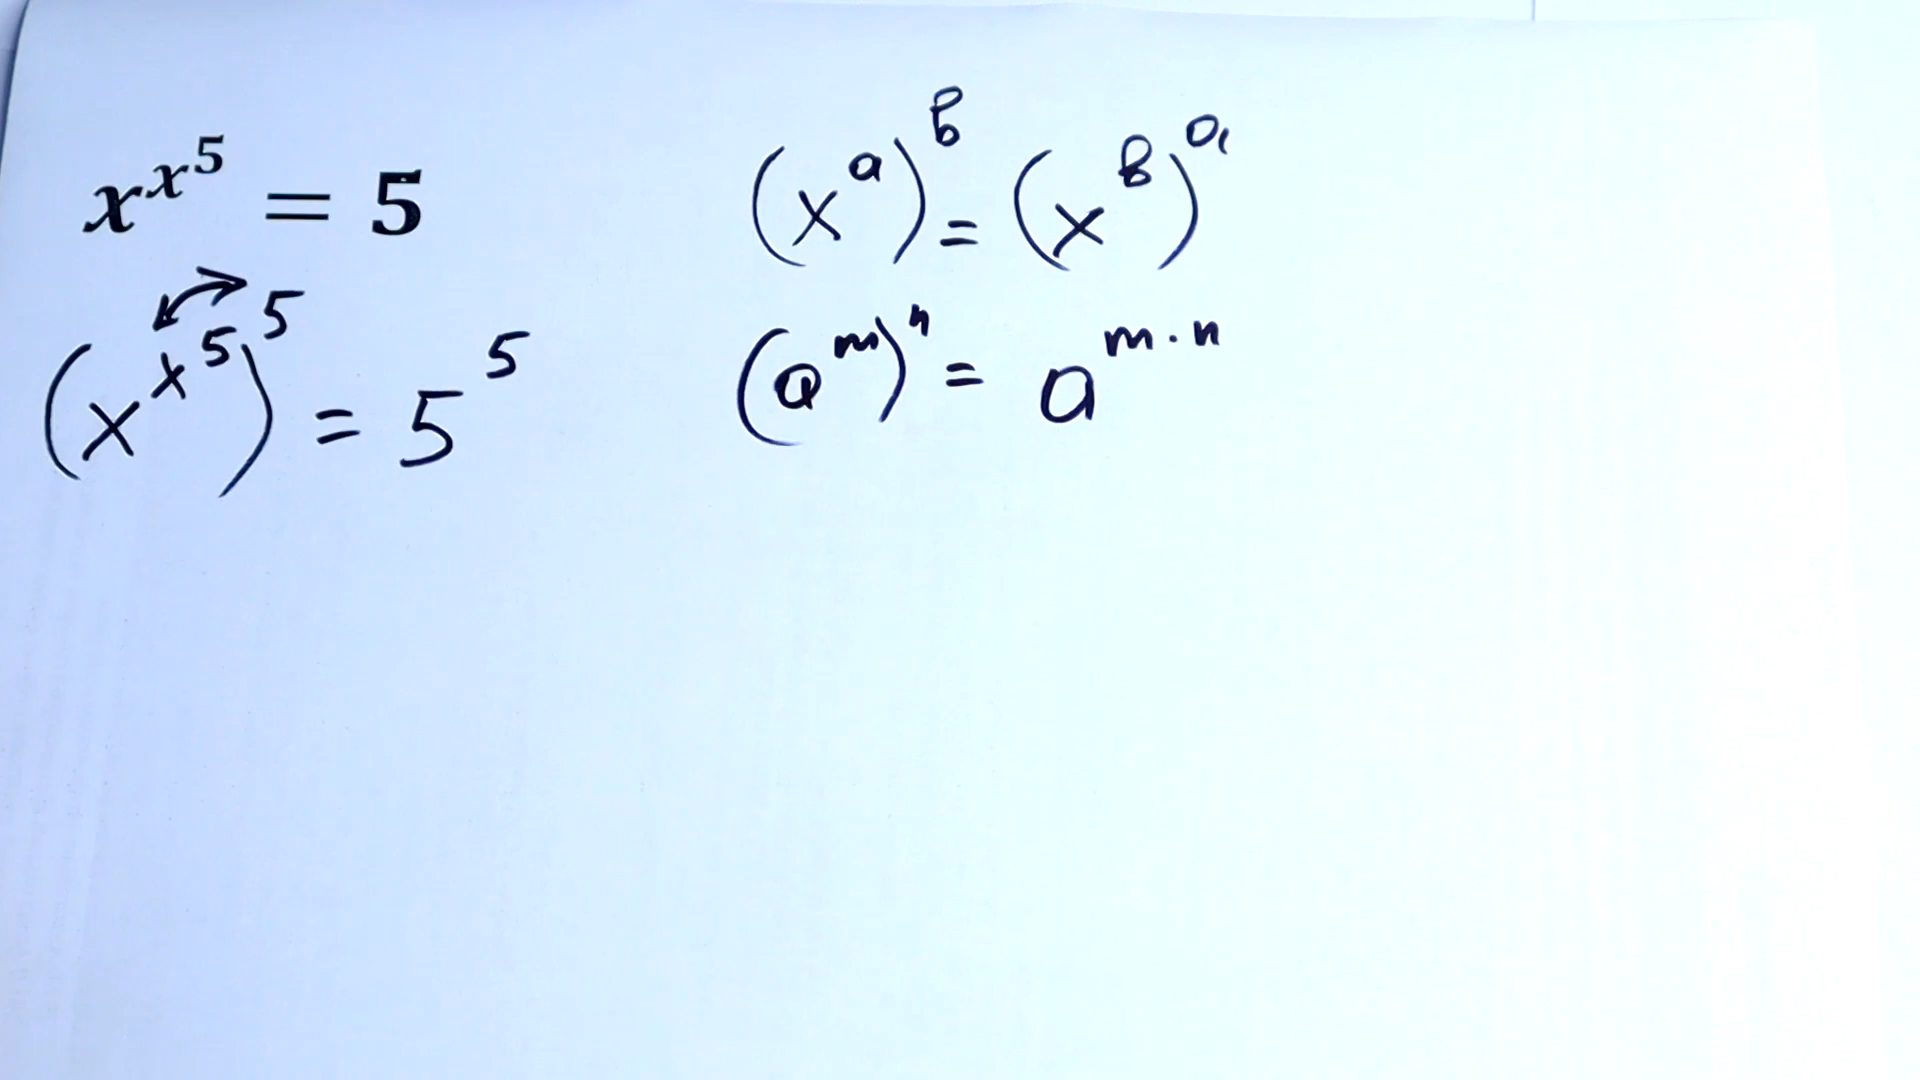 x^{x^5} = 5
(x^{x^5})^5 = 5^5
(x^a)^b = (x^b)^a
(a^m)^n = a^{m·n}